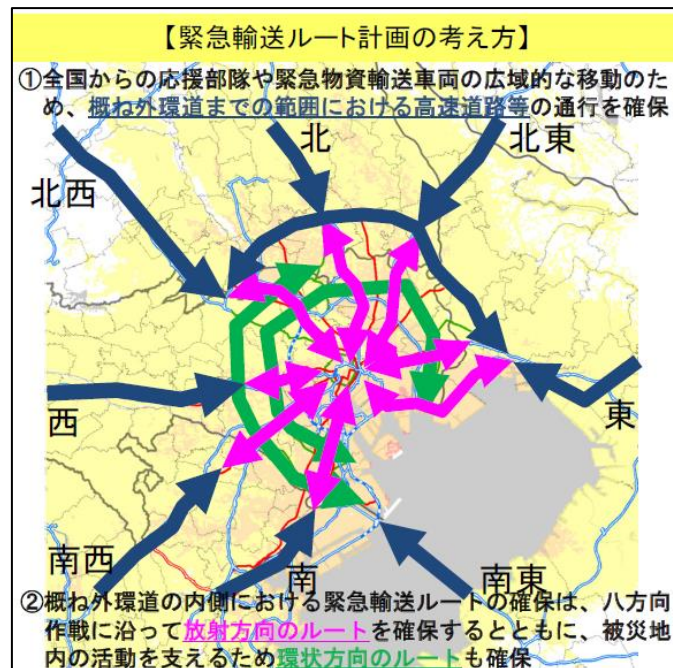 【緊急輸送ルート計画の考え方】
①全国からの応援部隊や緊急物資輸送車両の広域的な移動のた
め、概ね外環道までの範囲における高速道路等の通行を確保
北
北東
北西
西
東
南西
南
南東
②概ね外環道の内側における緊急輸送ルートの確保は、八方向
作戦に沿って放射方向のルートを確保するとともに、被災地
内の活動を支えるため環状方向のルートも確保